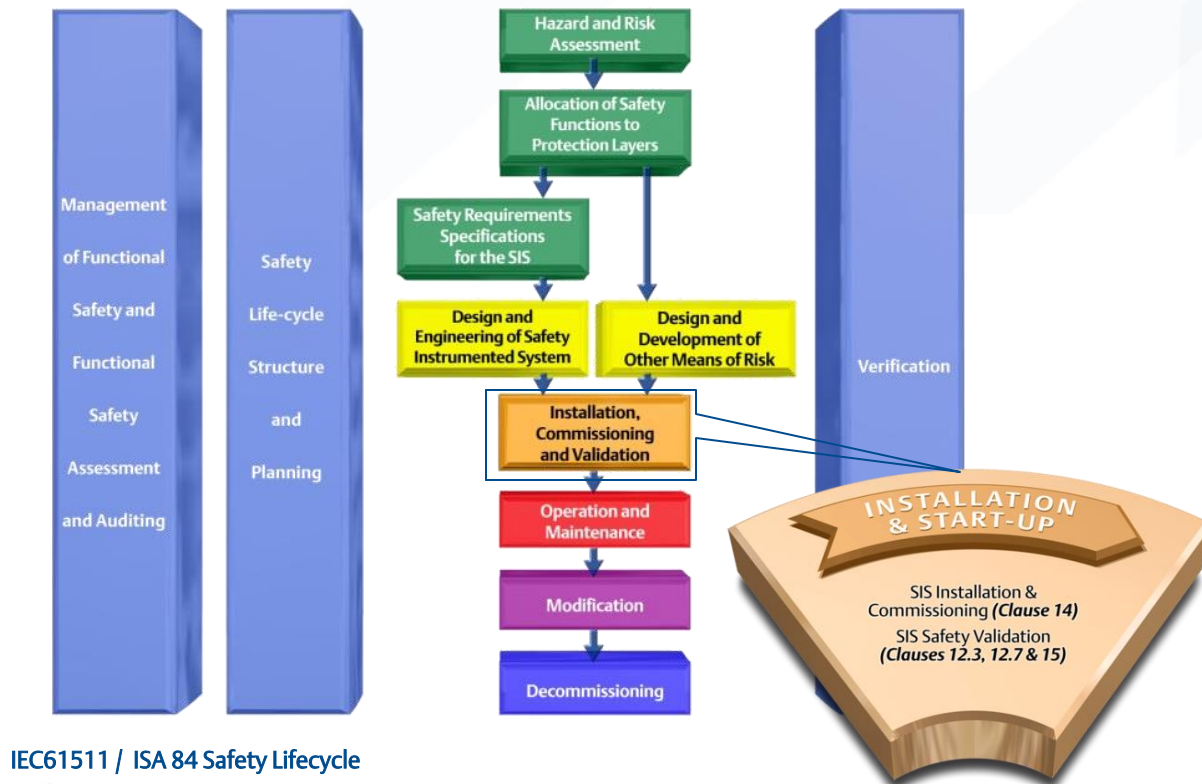 Management
of Functional
Safety and
Functional
Safety
Assessment
and Auditing
Safety
Life-cycle
Structure
and
Planning
Hazard and Risk
Assessment
Allocation of Safety
Functions to
Protection Layers
Safety Requirements
Specifications
for the SIS
Design and
Engineering of Safety
Instrumented System
Design and
Development of
Other Means of Risk
Installation,
Commissioning
and Validation
Operation and
Maintenance
Modification
Decommissioning
Verification
INSTALLATION
& START-UP
SIS Installation &
Commissioning (Clause 14)
SIS Safety Validation
(Clauses 12.3, 12.7 & 15)
IEC61511 / ISA 84 Safety Lifecycle